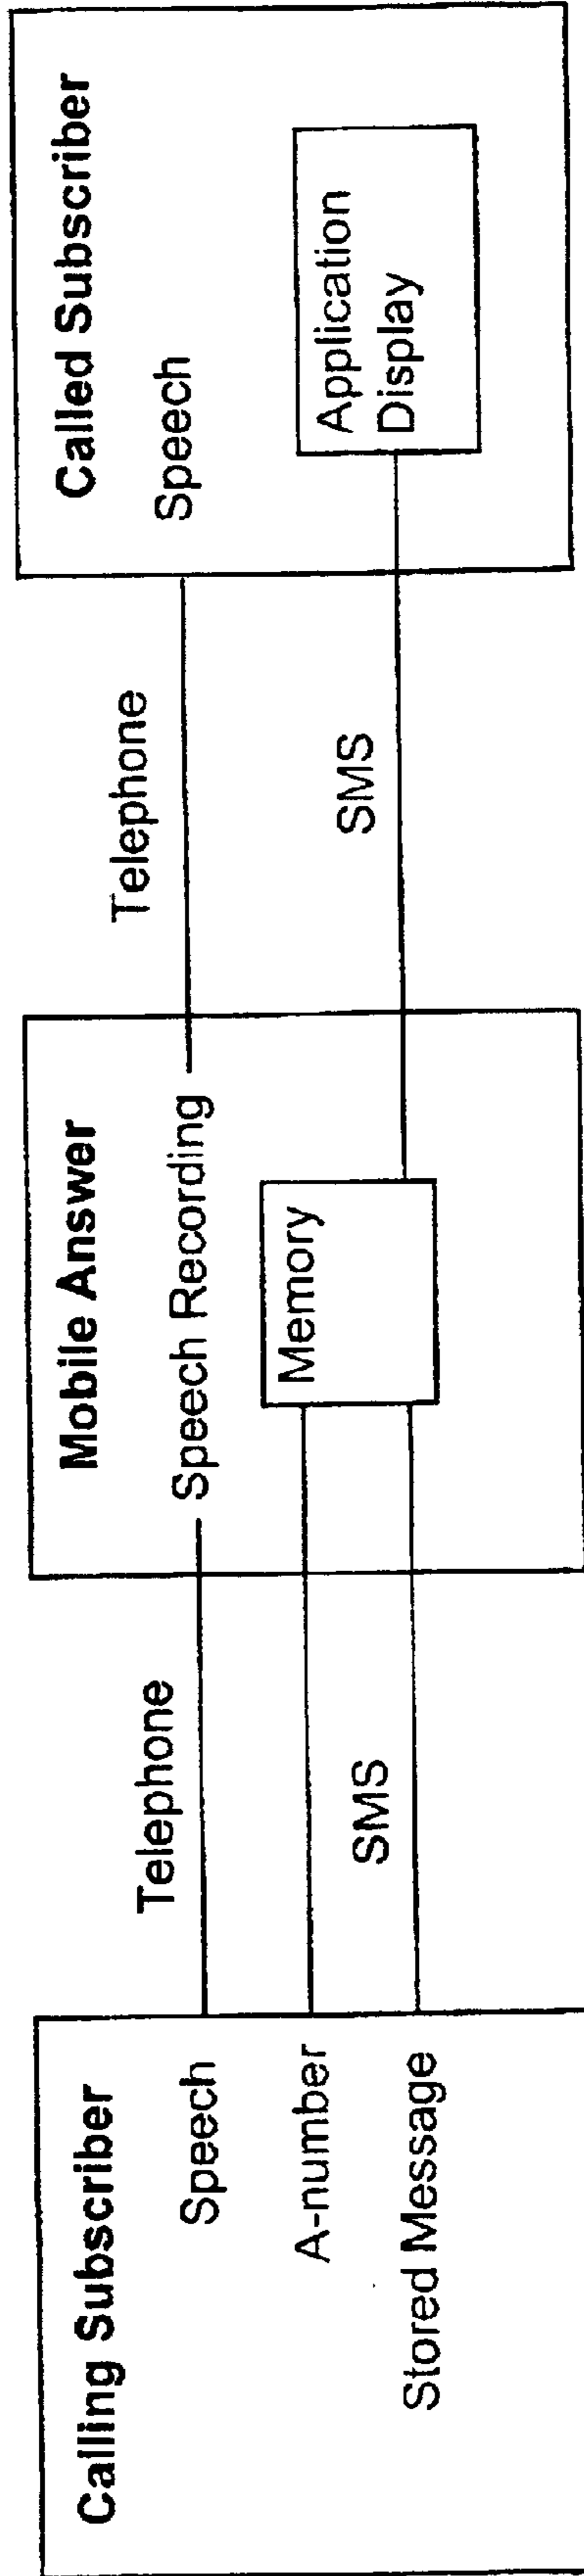 Calling Subscriber
Speech
A-number
Stored Message
Telephone
SMS
Mobile Answer
Speech Recording
Memory
Telephone
SMS
Called Subscriber
Speech
Application
Display